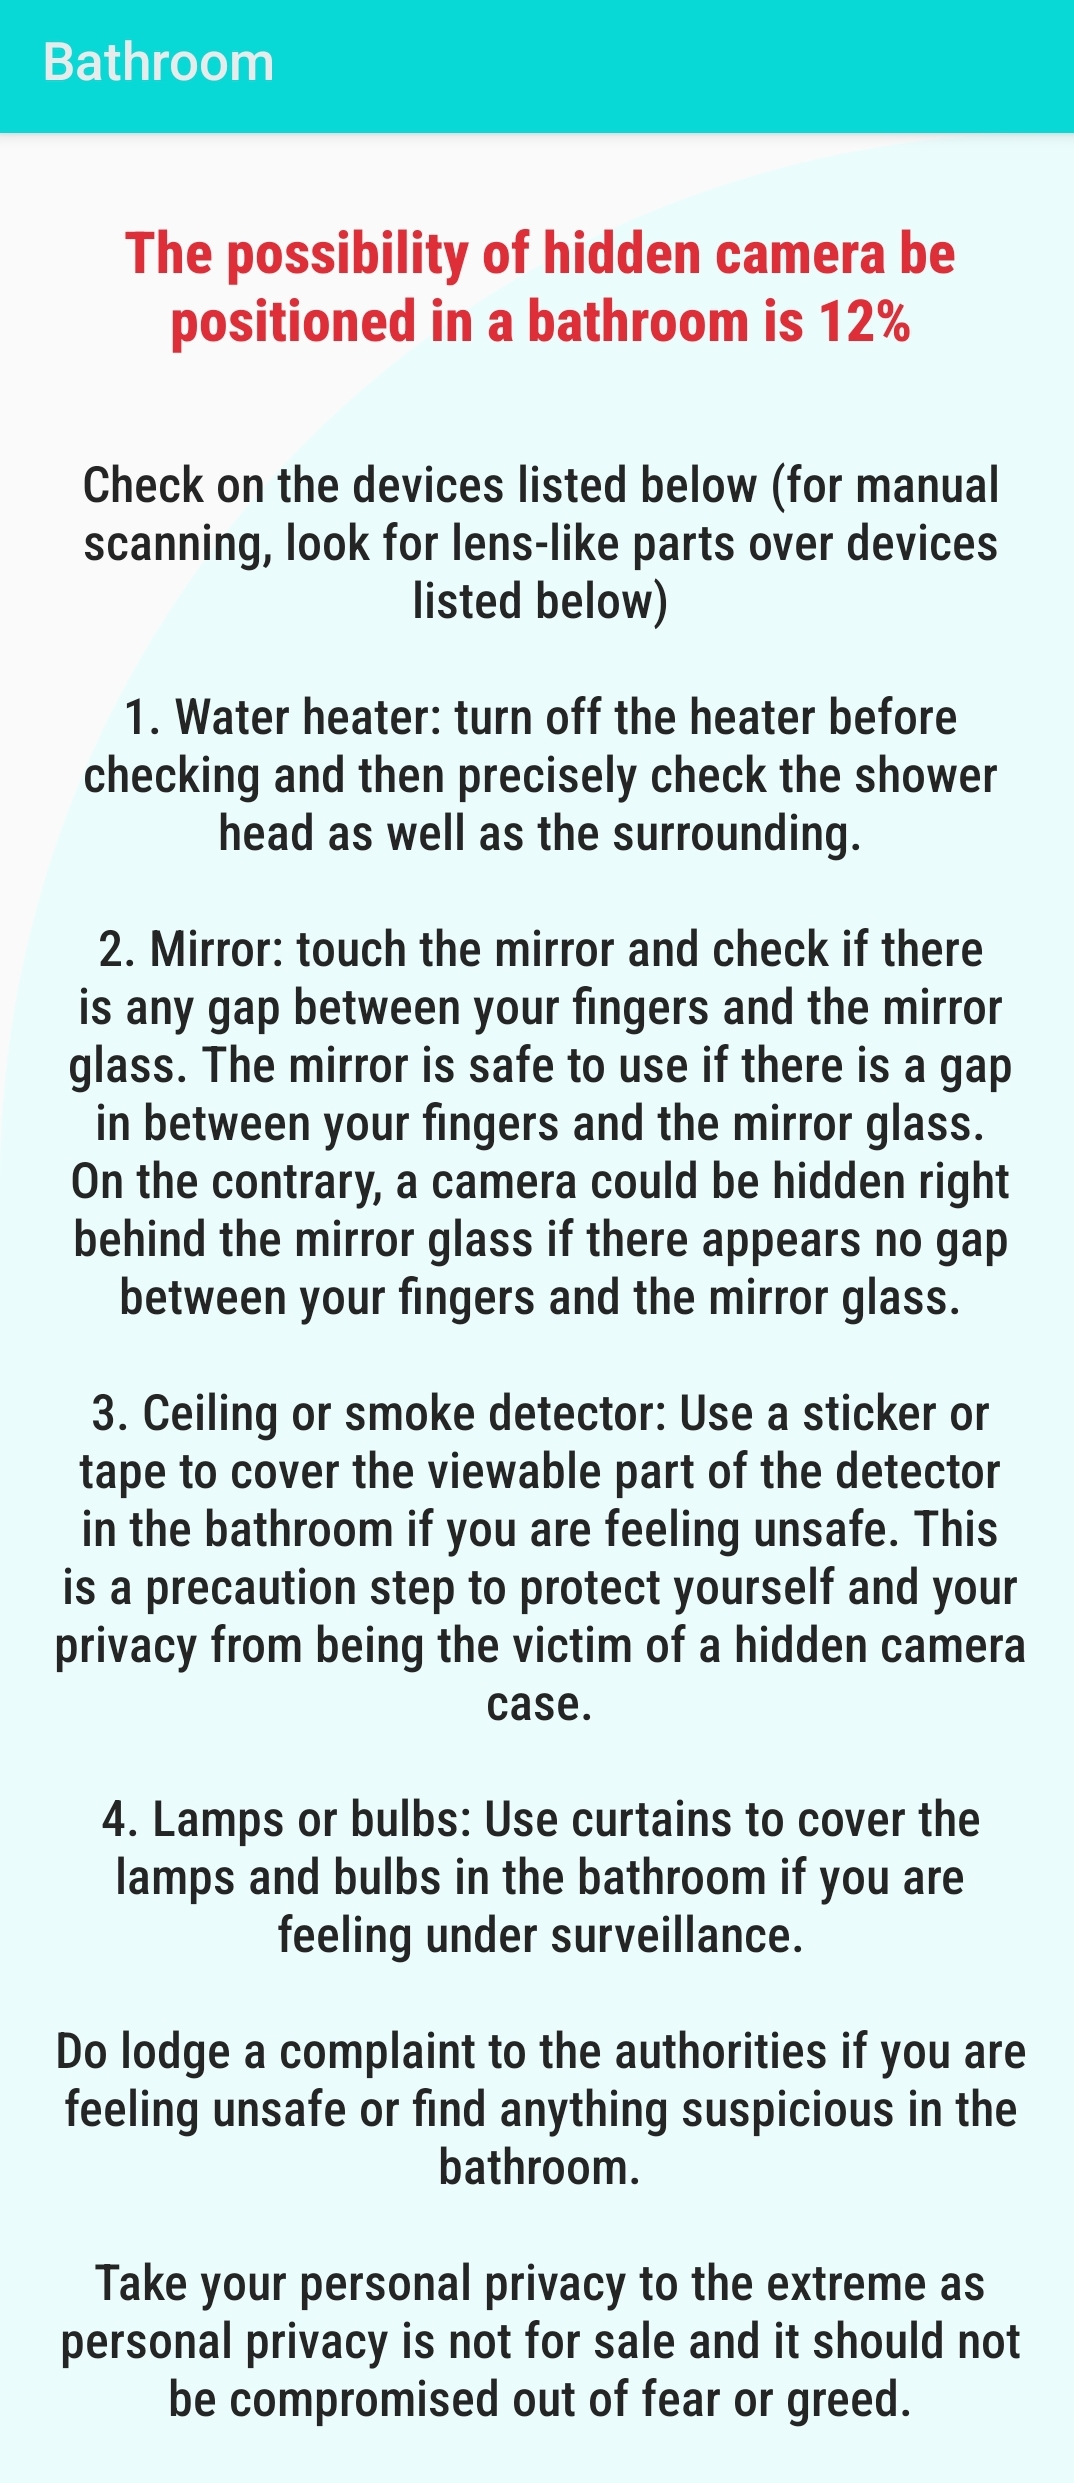 Bathroom
The possibility of hidden camera be
positioned in a bathroom is 12%
Check on the devices listed below (for manual
scanning, look for lens-like parts over devices
listed below)
1. Water heater: turn off the heater before
checking and then precisely check the shower
head as well as the surrounding.
2. Mirror: touch the mirror and check if there
is any gap between your fingers and the mirror
glass. The mirror is safe to use if there is a gap
in between your fingers and the mirror glass.
On the contrary, a camera could be hidden right
behind the mirror glass if there appears no gap
between your fingers and the mirror glass.
3. Ceiling or smoke detector: Use a sticker or
tape to cover the viewable part of the detector
in the bathroom if you are feeling unsafe. This
is a precaution step to protect yourself and your
privacy from being the victim of a hidden camera
case.
4. Lamps or bulbs: Use curtains to cover the
lamps and bulbs in the bathroom if you are
feeling under surveillance.
Do lodge a complaint to the authorities if you are
feeling unsafe or find anything suspicious in the
bathroom.
Take your personal privacy to the extreme as
personal privacy is not for sale and it should not
be compromised out of fear or greed.